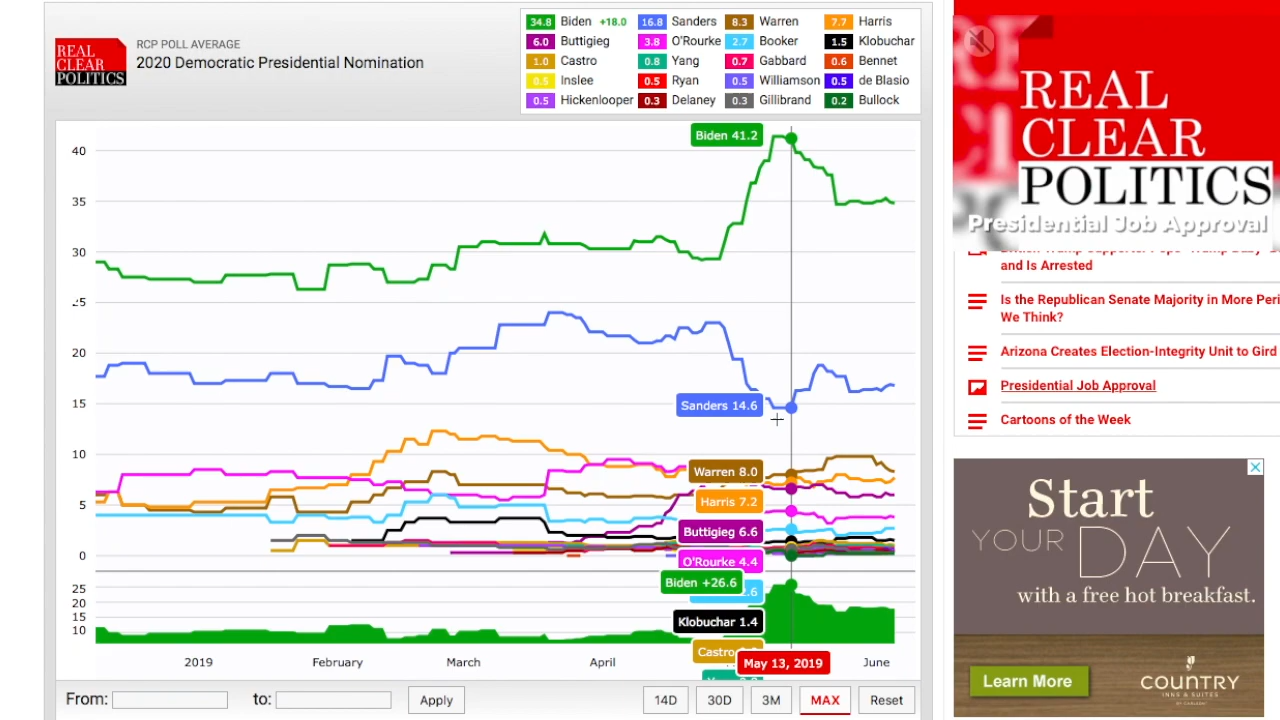 REAL
CLEAR
POLITICS
RCP POLL AVERAGE
2020 Democratic Presidential Nomination
34.8 Biden +18.0 16.8 Sanders 8.3 Warren 7.7 Harris
6.0 Buttigieg 3.8 O'Rourke 2.7 Booker 1.5 Klobuchar
1.0 Castro 0.8 Yang 0.7 Gabbard 0.6 Bennet
0.5 Inslee 0.5 Ryan 0.5 Williamson 0.5 de Blasio
0.5 Hickenlooper 0.3 Delaney 0.3 Gillibrand 0.2 Bullock
40
35
30
25
20
15
10
5
0
Biden 41.2
Sanders 14.6
Warren 8.0
Harris 7.2
Buttigieg 6.6
O'Rourke 4.4
Biden +26.6
2.6
Klobuchar 1.4
Castro
25
20
15
10
2019 February March April May 13, 2019 June
From: to: Apply 14D 30D 3M MAX Reset
REAL
CLEAR
POLITICS
Presidential Job Approval
and Is Arrested
Is the Republican Senate Majority in More Peri
We Think?
Arizona Creates Election-Integrity Unit to Gird
Presidential Job Approval
Cartoons of the Week
Start
YOUR DAY
with a free hot breakfast.
Learn More
COUNTRY
INN & SUITES